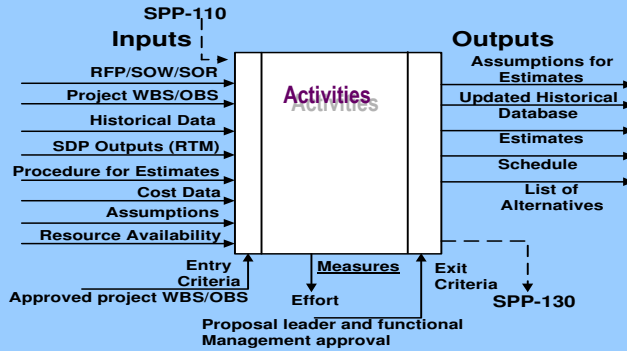 SPP-110
Inputs
Outputs
RFP/SOW/SOR
Project WBS/OBS
Historical Data
SDP Outputs (RTM)
Procedure for Estimates
Cost Data
Assumptions
Resource Availability
Activities
Assumptions for
Estimates
Updated Historical
Database
Estimates
Schedule
List of
Alternatives
Entry
Criteria
Approved project WBS/OBS
Measures
Effort
Exit
Criteria
SPP-130
Proposal leader and functional
Management approval